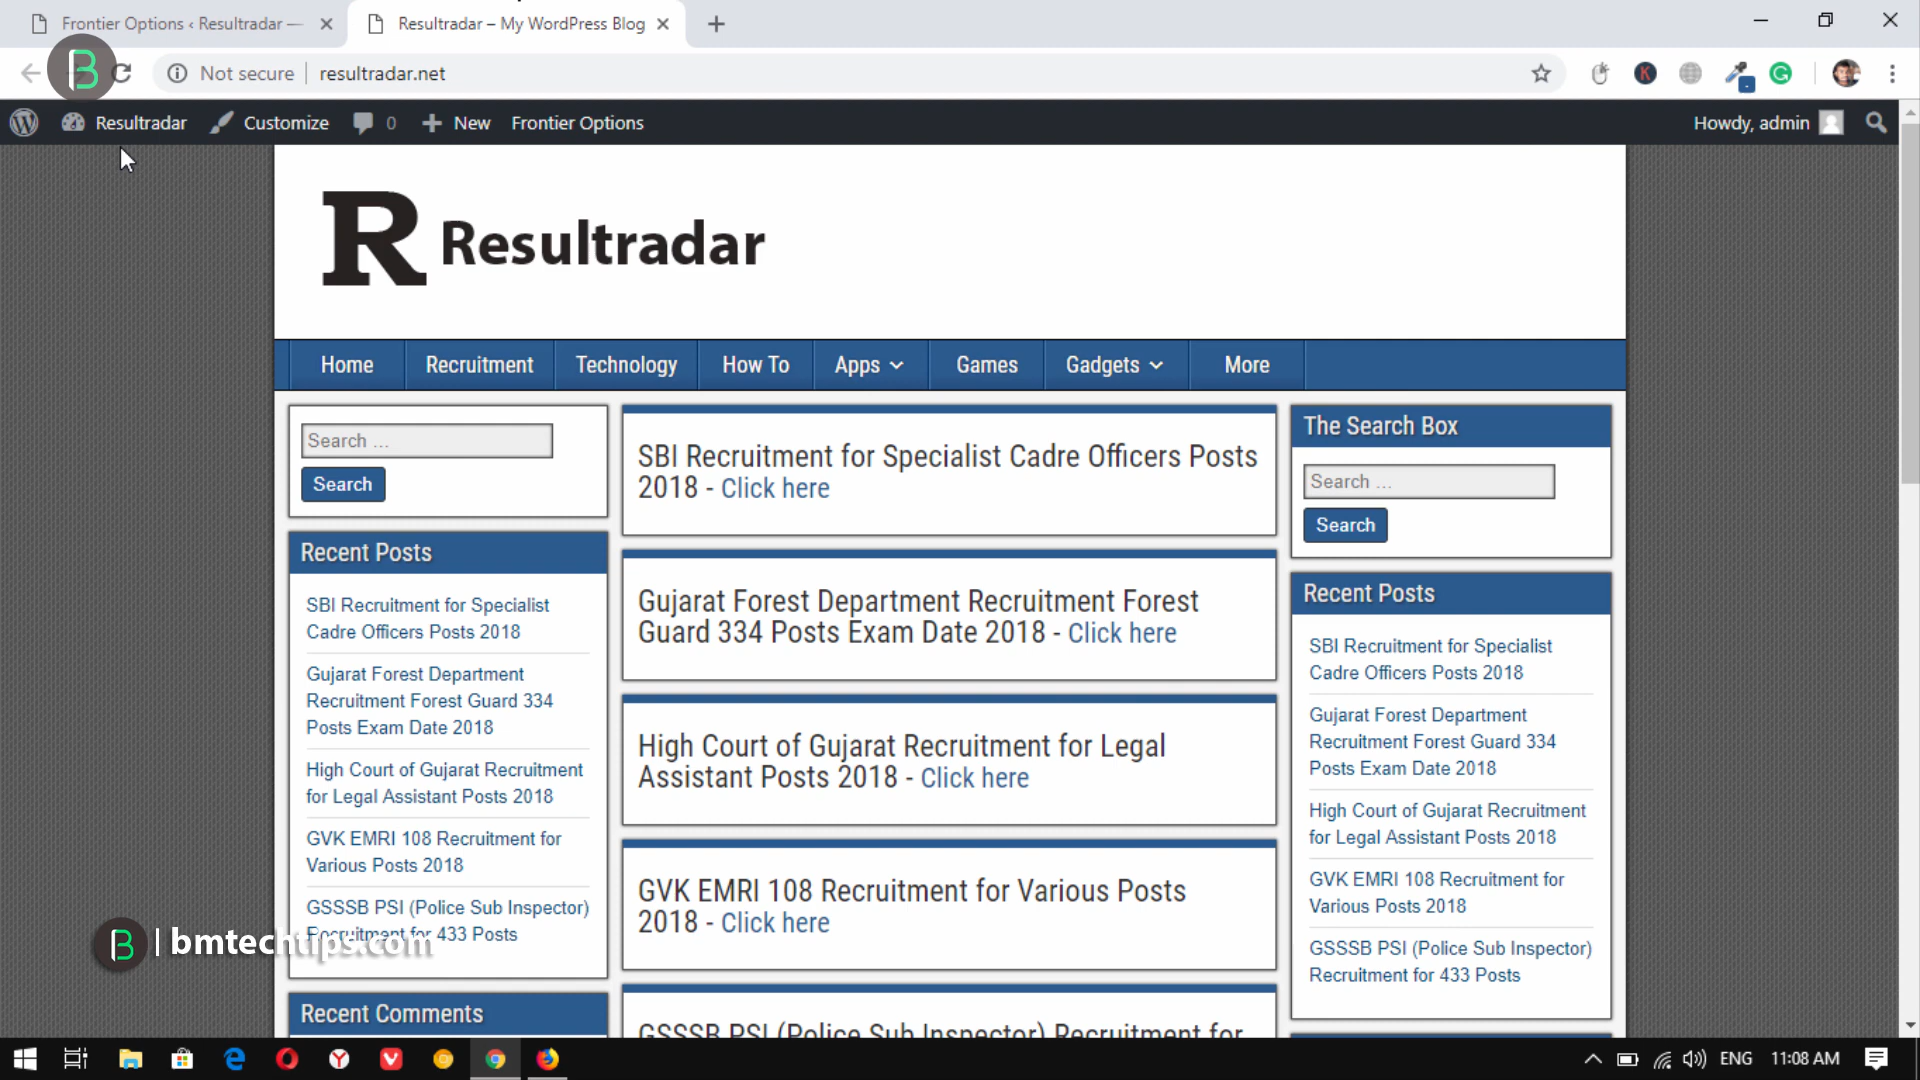 Frontier Options ‹ Resultradar —
Resultradar – My WordPress Blog
Not secure
resultradar.net
Resultradar
Customize
0
New
Frontier Options
Howdy, admin
R Resultradar
Home
Recruitment
Technology
How To
Apps
Games
Gadgets
More
Search ...
Search
Recent Posts
SBI Recruitment for Specialist
Cadre Officers Posts 2018
Gujarat Forest Department
Recruitment Forest Guard 334
Posts Exam Date 2018
High Court of Gujarat Recruitment
for Legal Assistant Posts 2018
GVK EMRI 108 Recruitment for
Various Posts 2018
GSSSB PSI (Police Sub Inspector)
Recruitment for 433 Posts
Recent Comments
SBI Recruitment for Specialist Cadre Officers Posts
2018 - Click here
Gujarat Forest Department Recruitment Forest
Guard 334 Posts Exam Date 2018 - Click here
High Court of Gujarat Recruitment for Legal
Assistant Posts 2018 - Click here
GVK EMRI 108 Recruitment for Various Posts
2018 - Click here
GSSSB PSI (Police Sub Inspector) Recruitment for
The Search Box
Search ...
Search
Recent Posts
SBI Recruitment for Specialist
Cadre Officers Posts 2018
Gujarat Forest Department
Recruitment Forest Guard 334
Posts Exam Date 2018
High Court of Gujarat Recruitment
for Legal Assistant Posts 2018
GVK EMRI 108 Recruitment for
Various Posts 2018
GSSSB PSI (Police Sub Inspector)
Recruitment for 433 Posts
| bmtechtips.com
ENG
11:08 AM